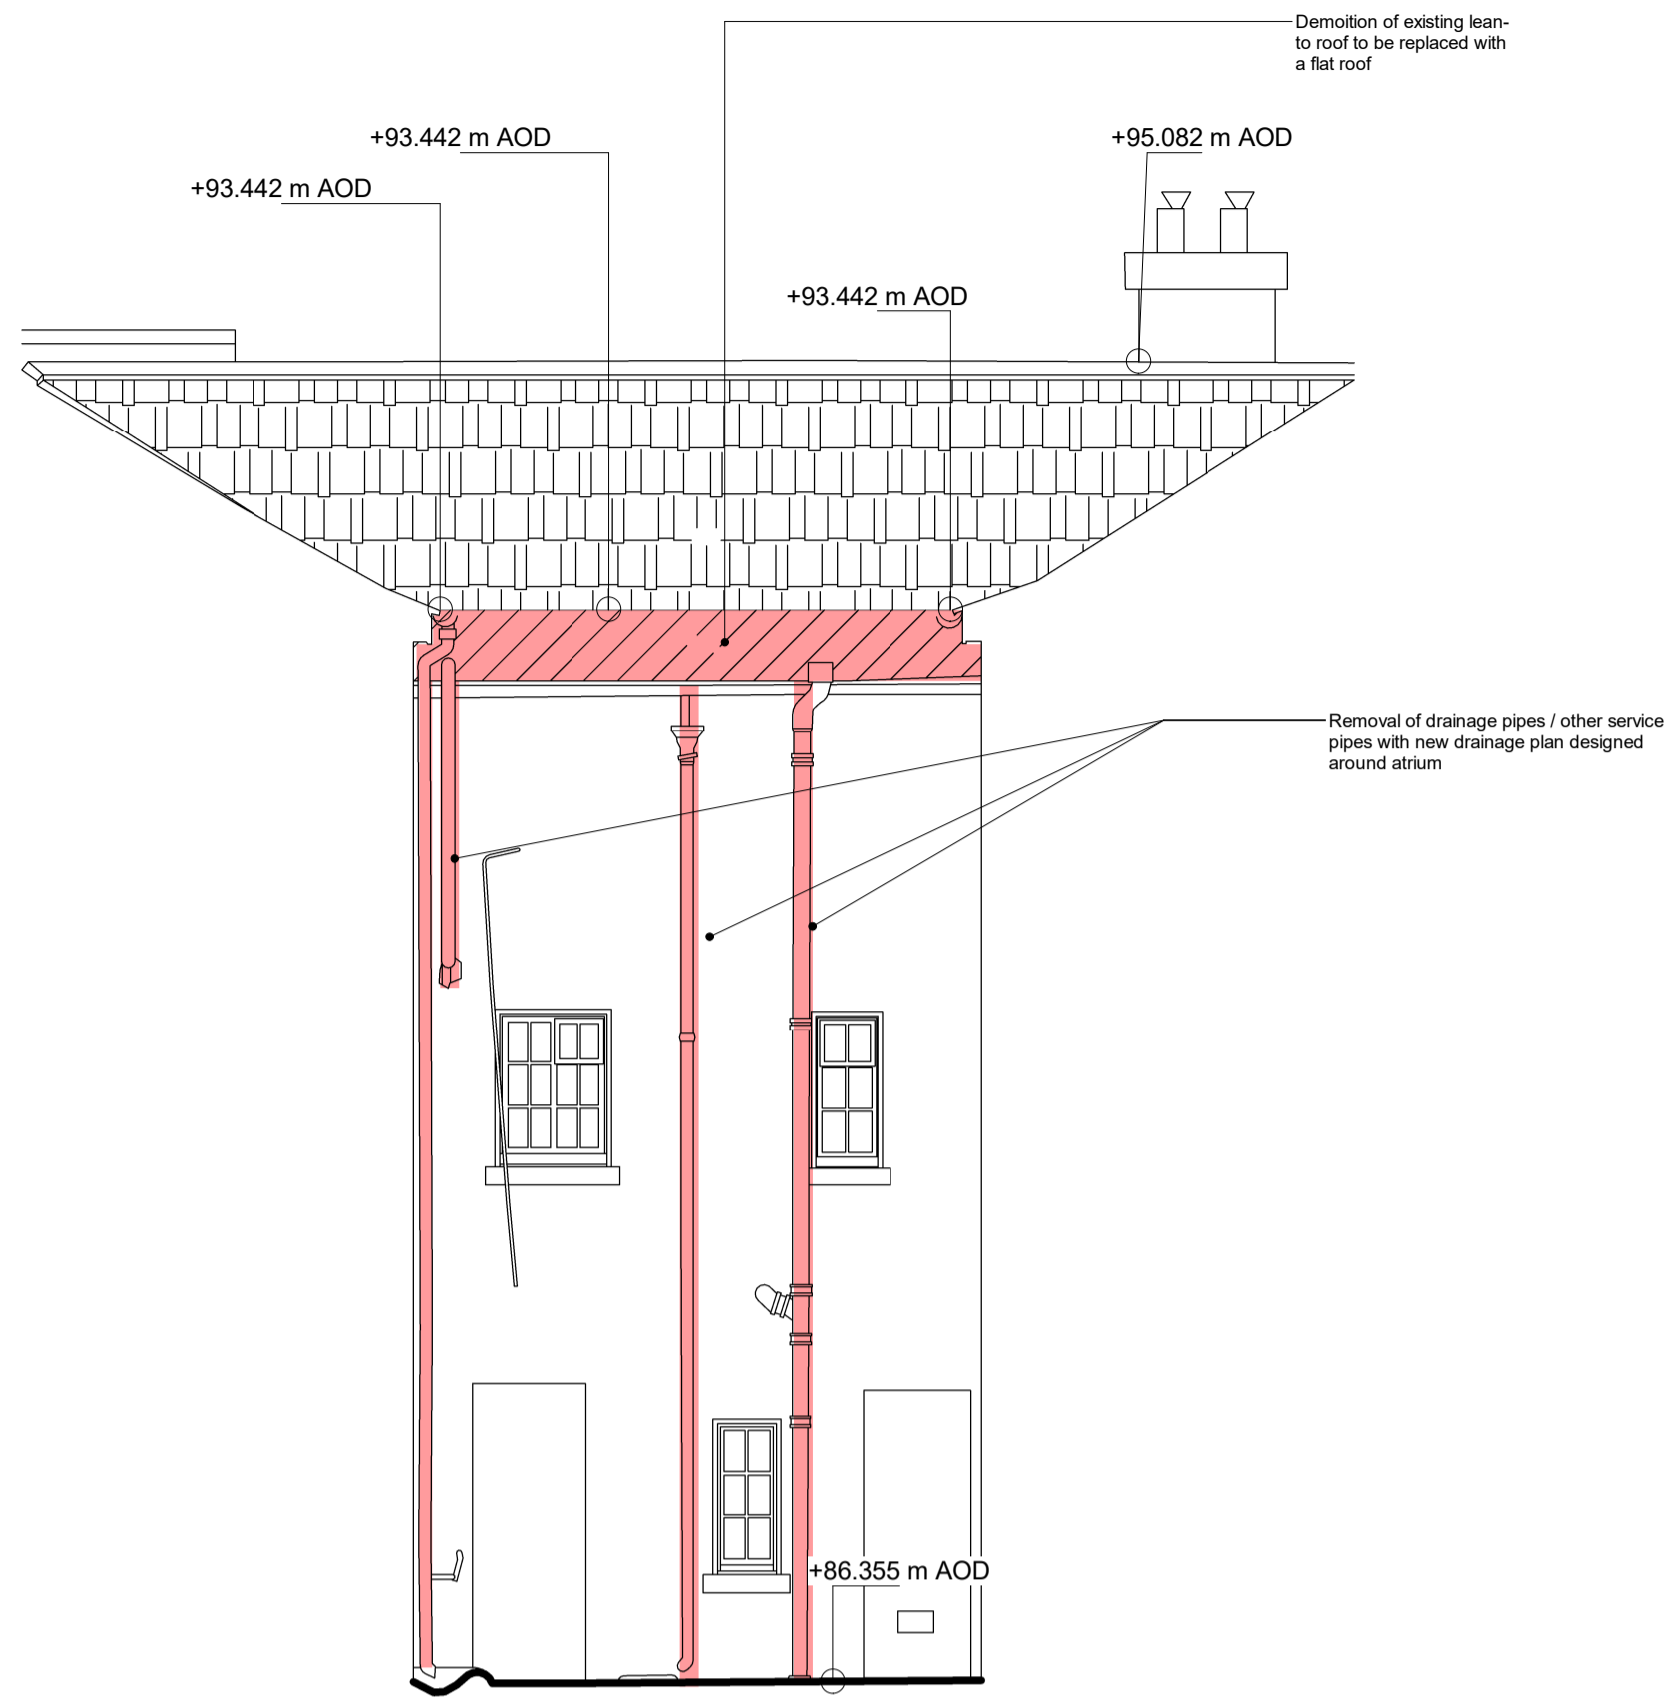 Demoition of existing lean-
to roof to be replaced with
a flat roof
+93.442 m AOD
+95.082 m AOD
+93.442 m AOD
+93.442 m AOD
Removal of drainage pipes / other service
pipes with new drainage plan designed
around atrium
+86.355 m AOD